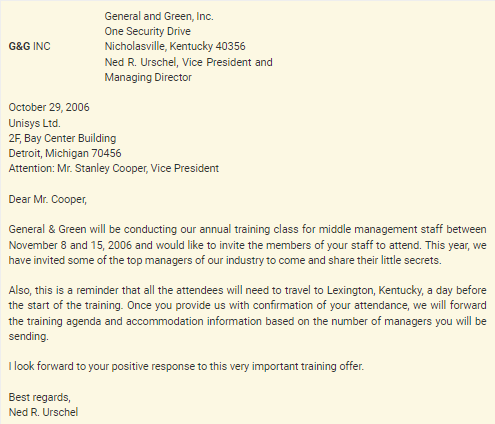 General and Green, Inc.
One Security Drive
G&G INC Nicholasville, Kentucky 40356
Ned R. Urschel, Vice President and
Managing Director
October 29, 2006
Unisys Ltd.
2F, Bay Center Building
Detroit, Michigan 70456
Attention: Mr. Stanley Cooper, Vice President
Dear Mr. Cooper,
General & Green will be conducting our annual training class for middle management staff between
November 8 and 15, 2006 and would like to invite the members of your staff to attend. This year, we
have invited some of the top managers of our industry to come and share their little secrets.
Also, this is a reminder that all the attendees will need to travel to Lexington, Kentucky, a day before
the start of the training. Once you provide us with confirmation of your attendance, we will forward
the training agenda and accommodation information based on the number of managers you will be
sending.
I look forward to your positive response to this very important training offer.
Best regards,
Ned R. Urschel